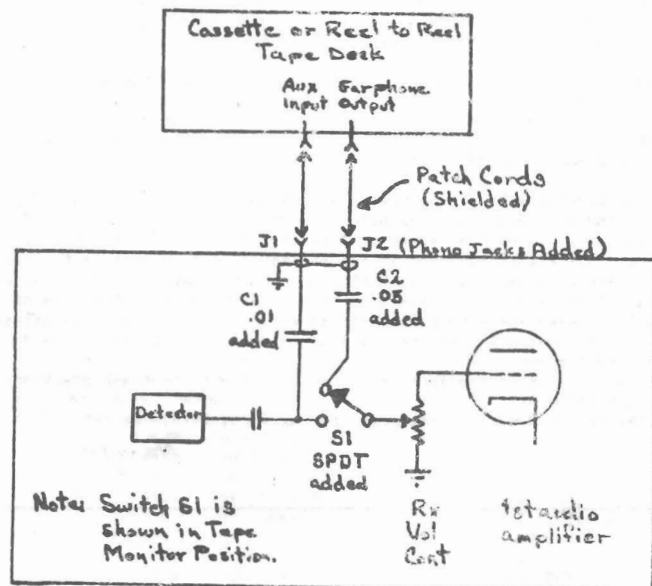 Cassette or Reel to Reel
Tape Deck
Aux Earphone
Input Output
Patch Cords
(Shielded)
J1 J2 (Phono Jacks Added)
C1
.01
added
C2
.05
added
Detector
S1
SPDT
added
Note: Switch S1 is
shown in Tape
Monitor Position.
Rx
Vol
Cont
1st audio
amplifier